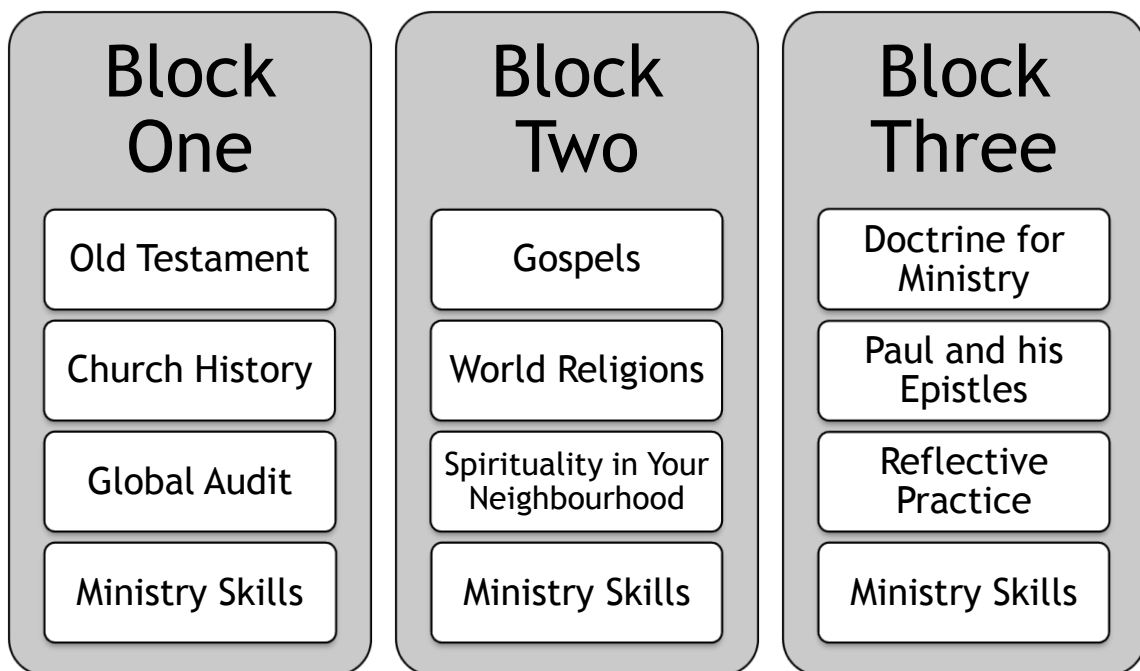 Block
One
Old Testament
Church History
Global Audit
Ministry Skills
Block
Two
Gospels
World Religions
Spirituality in Your
Neighbourhood
Ministry Skills
Block
Three
Doctrine for
Ministry
Paul and his
Epistles
Reflective
Practice
Ministry Skills